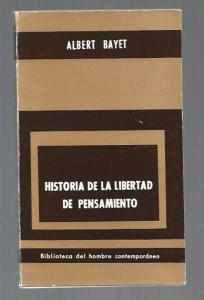 ALBERT BAYET
HISTORIA DE LA LIBERTAD
DE PENSAMIENTO
Biblioteca del hombre contemporáneo